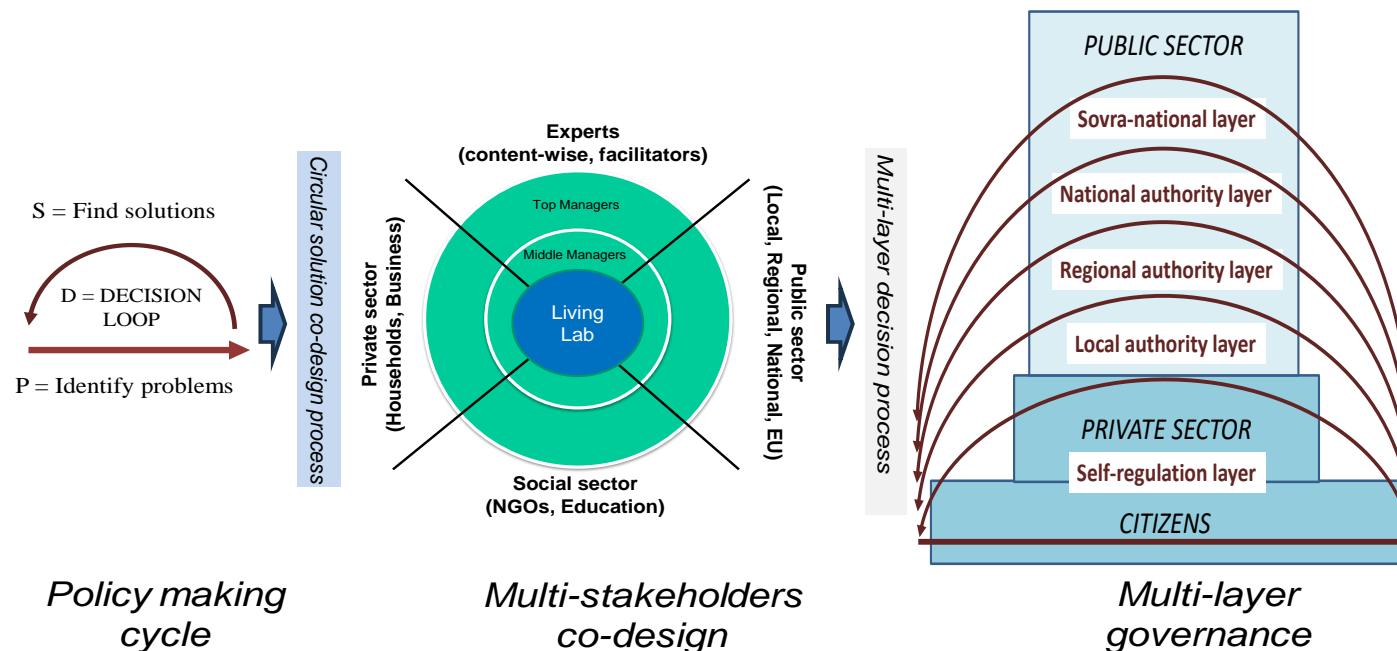 S = Find solutions
D = DECISION
LOOP
P = Identify problems
Policy making
cycle
Circular solution co-design process
Experts
(content-wise, facilitators)
Private sector
(Households, Business)
Top Managers
Middle Managers
Living
Lab
Public sector
(Local, Regional, National, EU)
Social sector
(NGOs, Education)
Multi-stakeholders
co-design
Multi-layer decision process
PUBLIC SECTOR
Sovra-national layer
National authority layer
Regional authority layer
Local authority layer
PRIVATE SECTOR
Self-regulation layer
CITIZENS
Multi-layer
governance